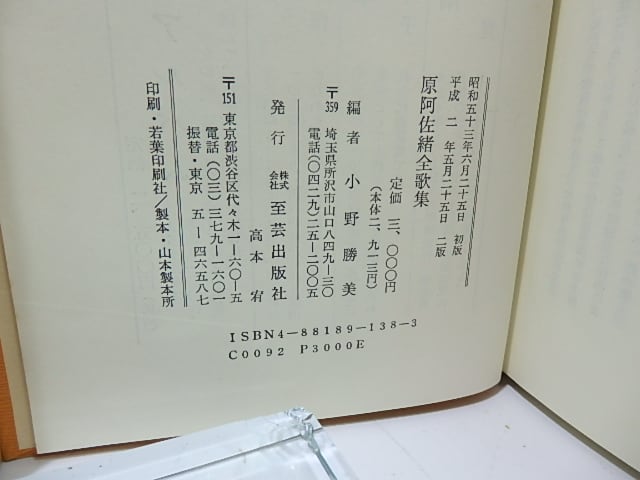 昭和五十三年六月二十五日　初版
平成　二　年五月二十五日　二版
原阿佐緒全歌集
定価　三、〇〇〇円
（本体二、九一三円）
編者　小野勝美
〒359　埼玉県所沢市山口八四九―三〇
電話（〇四二九）二五―二〇〇五
発行　株式会社　至芸出版社
高本　宥
〒151　東京都渋谷区代々木一―六〇―五
電話（〇三）三七九―一六〇一
振替・東京　五―四六五八七
印刷・若葉印刷社／製本・山本製本所
ISBN4-88189-138-3
C0092 P3000E